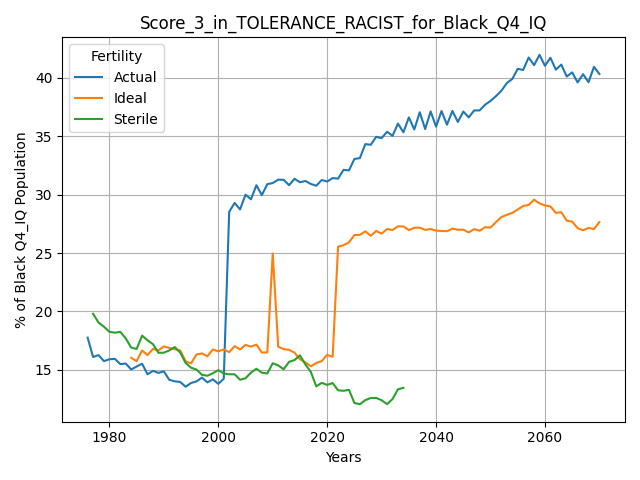 Score_3_in_TOLERANCE_RACIST_for_Black_Q4_IQ
Fertility
Actual
Ideal
Sterile
% of Black Q4_IQ Population
40
35
30
25
20
15
1980
2000
2020
2040
2060
Years